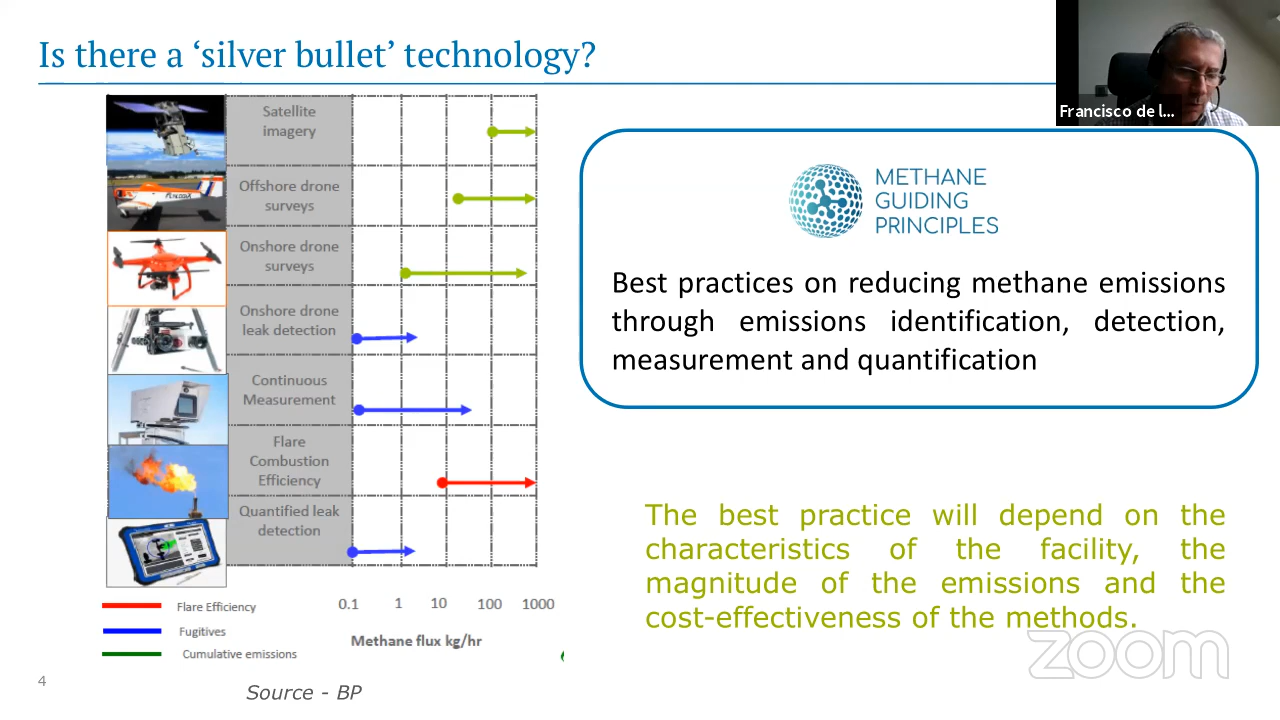 Is there a ‘silver bullet’ technology?
Francisco de l...
Satellite
imagery
Offshore drone
surveys
Onshore drone
surveys
Onshore drone
leak detection
Continuous
Measurement
Flare
Combustion
Efficiency
Quantified leak
detection
0.1 1 10 100 1000
Methane flux kg/hr
Flare Efficiency
Fugitives
Cumulative emissions
METHANE
GUIDING
PRINCIPLES
Best practices on reducing methane emissions
through emissions identification, detection,
measurement and quantification
The best practice will depend on the
characteristics of the facility, the
magnitude of the emissions and the
cost-effectiveness of the methods.
zoom
4
Source - BP